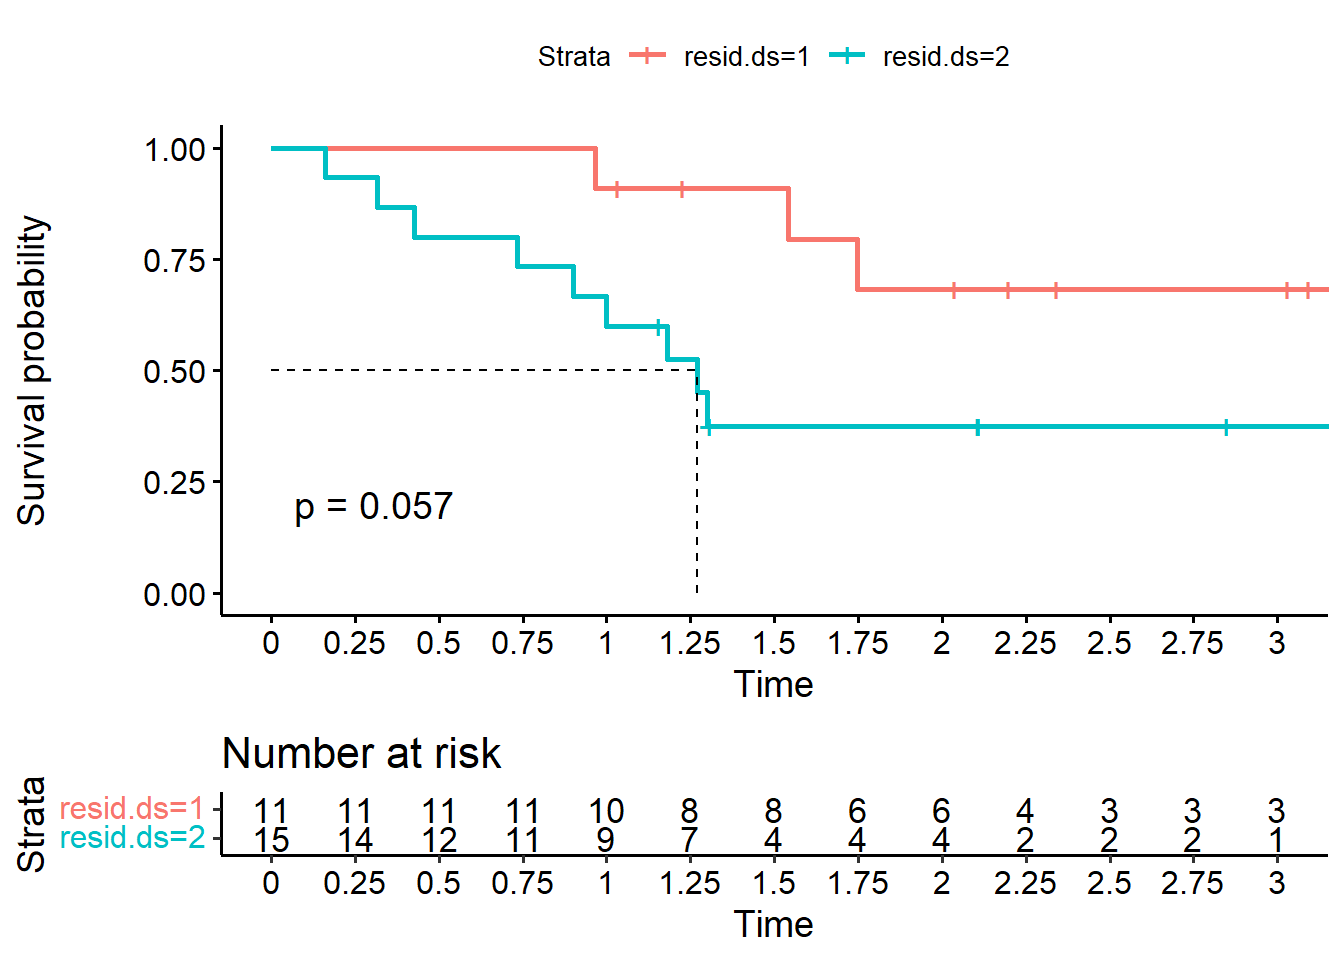 Strata resid.ds=1 resid.ds=2
Survival probability
1.00
0.75
0.50
0.25
0.00
p = 0.057
0 0.25 0.5 0.75 1 1.25 1.5 1.75 2 2.25 2.5 2.75 3
Time
Number at risk
Strata
resid.ds=1 11 11 11 11 10 8 8 6 6 4 3 3 3
resid.ds=2 15 14 12 11 9 7 4 4 4 2 2 2 1
0 0.25 0.5 0.75 1 1.25 1.5 1.75 2 2.25 2.5 2.75 3
Time